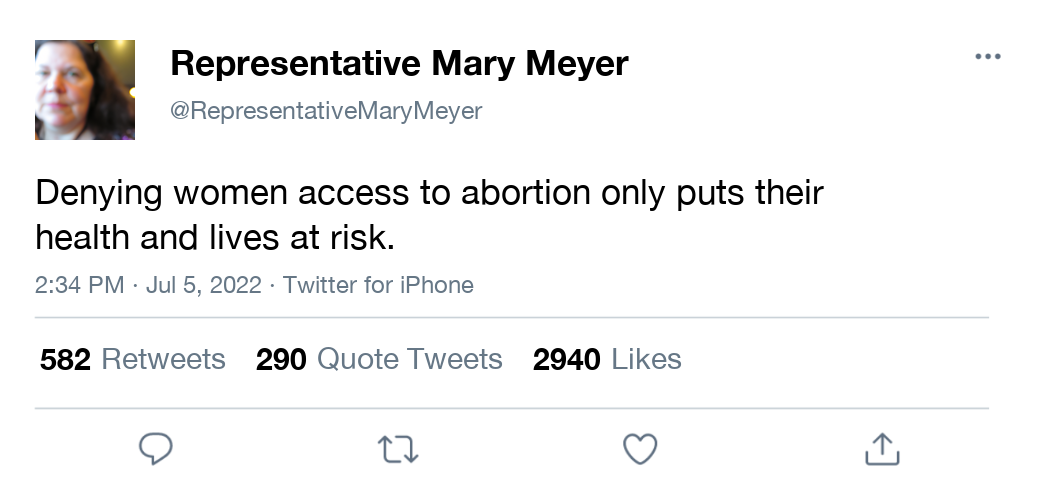 Representative Mary Meyer
@RepresentativeMaryMeyer
Denying women access to abortion only puts their
health and lives at risk.
2:34 PM · Jul 5, 2022 · Twitter for iPhone
582 Retweets 290 Quote Tweets 2940 Likes